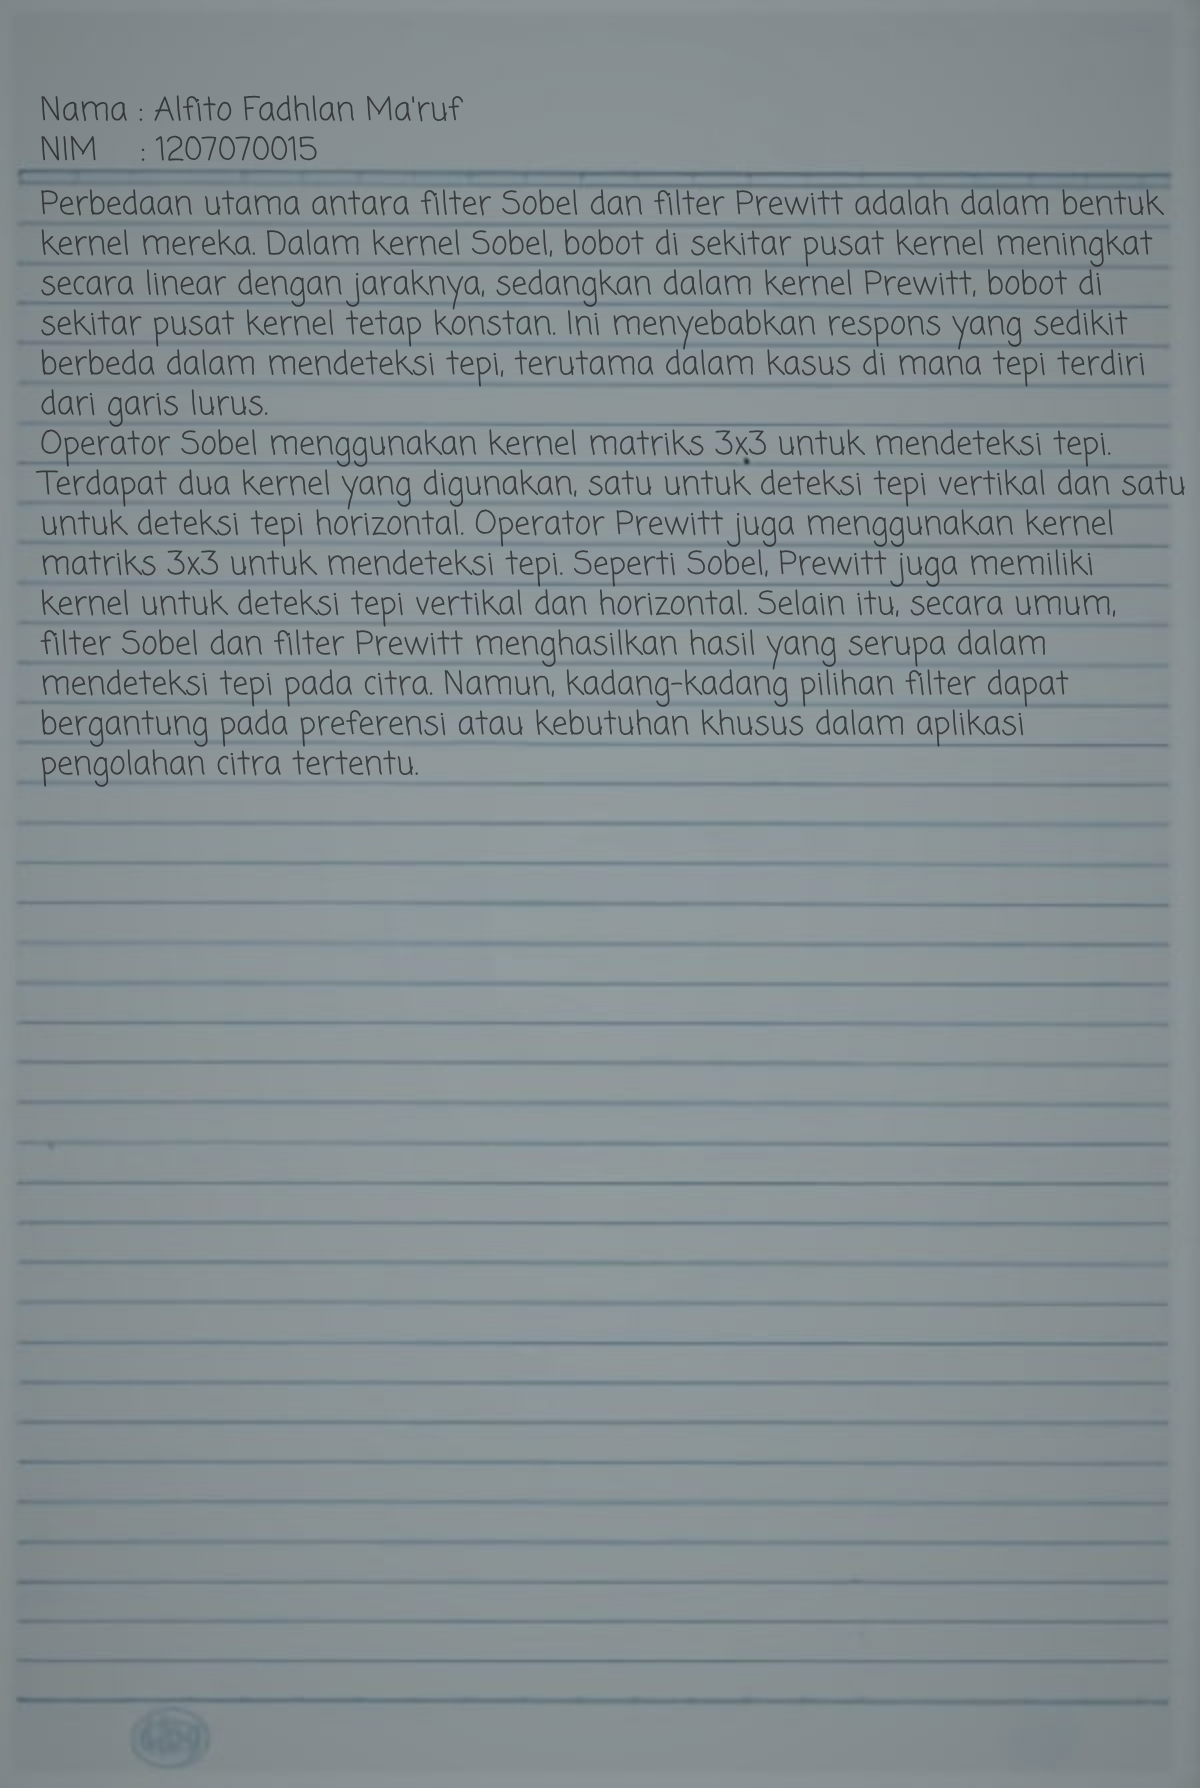 Nama : Alfito Fadhlan Ma'ruf
NIM : 1207070015
Perbedaan utama antara filter Sobel dan filter Prewitt adalah dalam bentuk
kernel mereka. Dalam kernel Sobel, bobot di sekitar pusat kernel meningkat
secara linear dengan jaraknya, sedangkan dalam kernel Prewitt, bobot di
sekitar pusat kernel tetap konstan. Ini menyebabkan respons yang sedikit
berbeda dalam mendeteksi tepi, terutama dalam kasus di mana tepi terdiri
dari garis lurus.
Operator Sobel menggunakan kernel matriks 3x3 untuk mendeteksi tepi.
Terdapat dua kernel yang digunakan, satu untuk deteksi tepi vertikal dan satu
untuk deteksi tepi horizontal. Operator Prewitt juga menggunakan kernel
matriks 3x3 untuk mendeteksi tepi. Seperti Sobel, Prewitt juga memiliki
kernel untuk deteksi tepi vertikal dan horizontal. Selain itu, secara umum,
filter Sobel dan filter Prewitt menghasilkan hasil yang serupa dalam
mendeteksi tepi pada citra. Namun, kadang-kadang pilihan filter dapat
bergantung pada preferensi atau kebutuhan khusus dalam aplikasi
pengolahan citra tertentu.